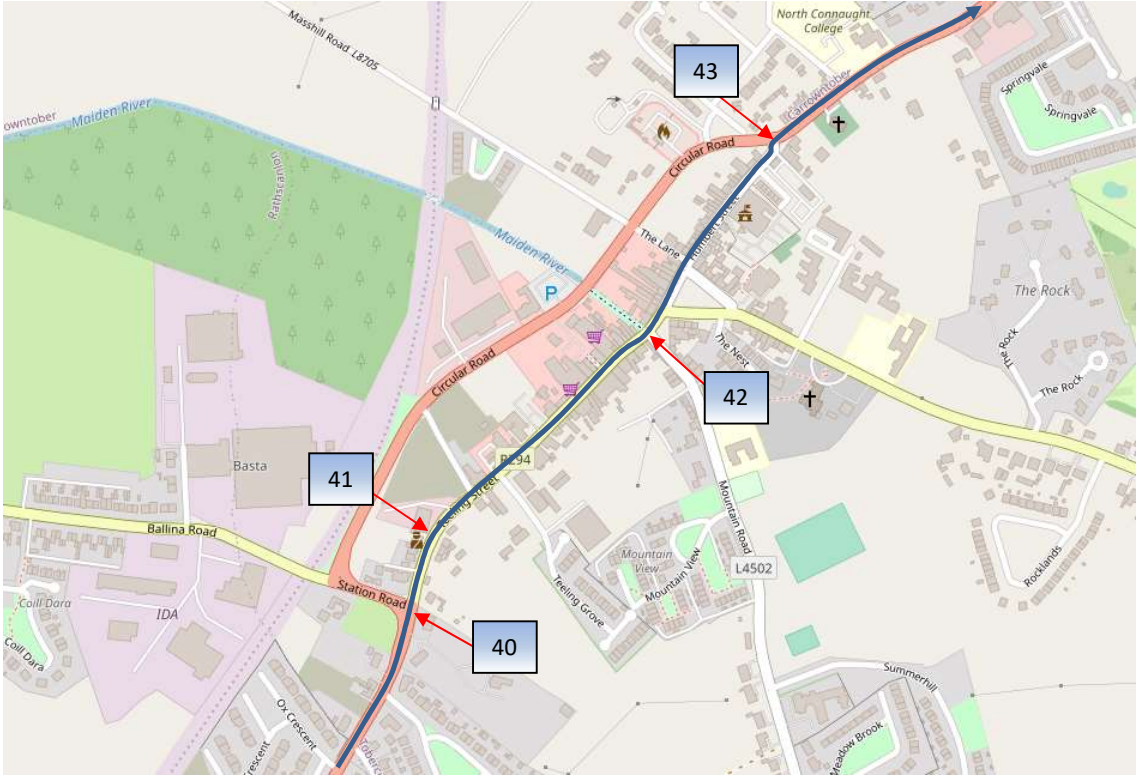 North Connaught
College
Masshill Road L8705
43
Carrowntober
Springvale
Springvale
Maiden River
owntober
Circular Road
Rathscanlon
Humbert Street
The Lane
Maiden River
P
The Rock
The Nest
The Rock
The Rock
Circular Road
42
R294
Basta
41
Teeling Street
Mountain Road
Ballina Road
Mountain
View
Mountain View
L4502
Rocklands
Station Road
Teeling Grove
Coill Dara
IDA
40
Coill Dara
Summerhill
Ox Crescent
Crescent
Toberc
Meadow Brook